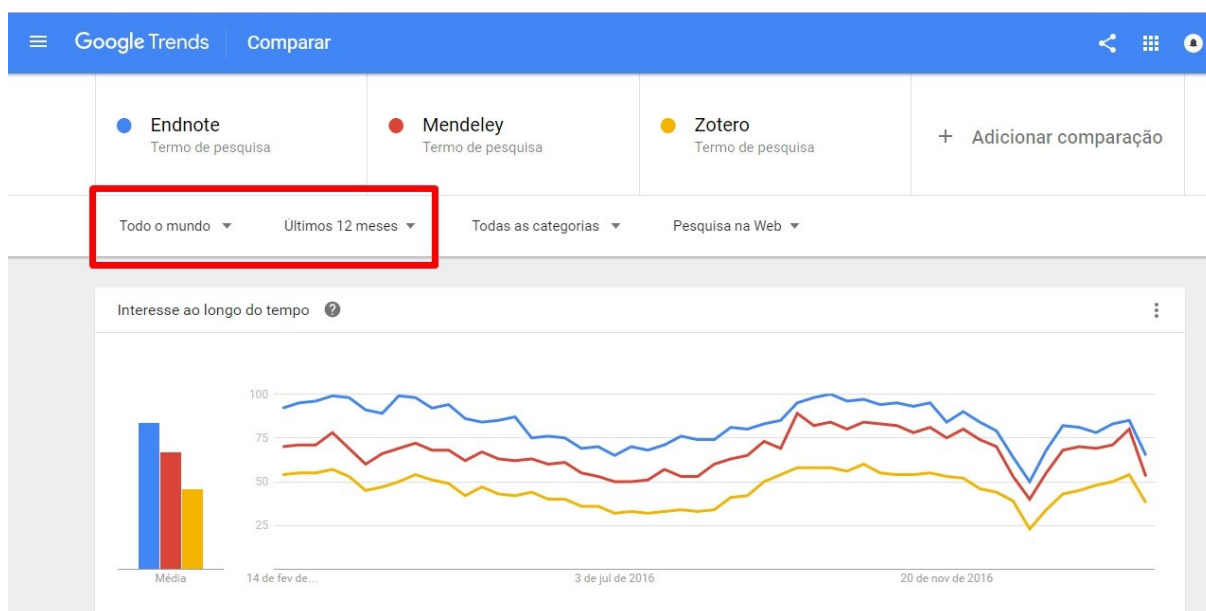 Google Trends Comparar
Endnote
Termo de pesquisa
Mendeley
Termo de pesquisa
Zotero
Termo de pesquisa
+ Adicionar comparação
Todo o mundo
Últimos 12 meses
Todas as categorias
Pesquisa na Web
Interesse ao longo do tempo ?
100
75
50
25
Média
14 de fev de...
3 de jul de 2016
20 de nov de 2016